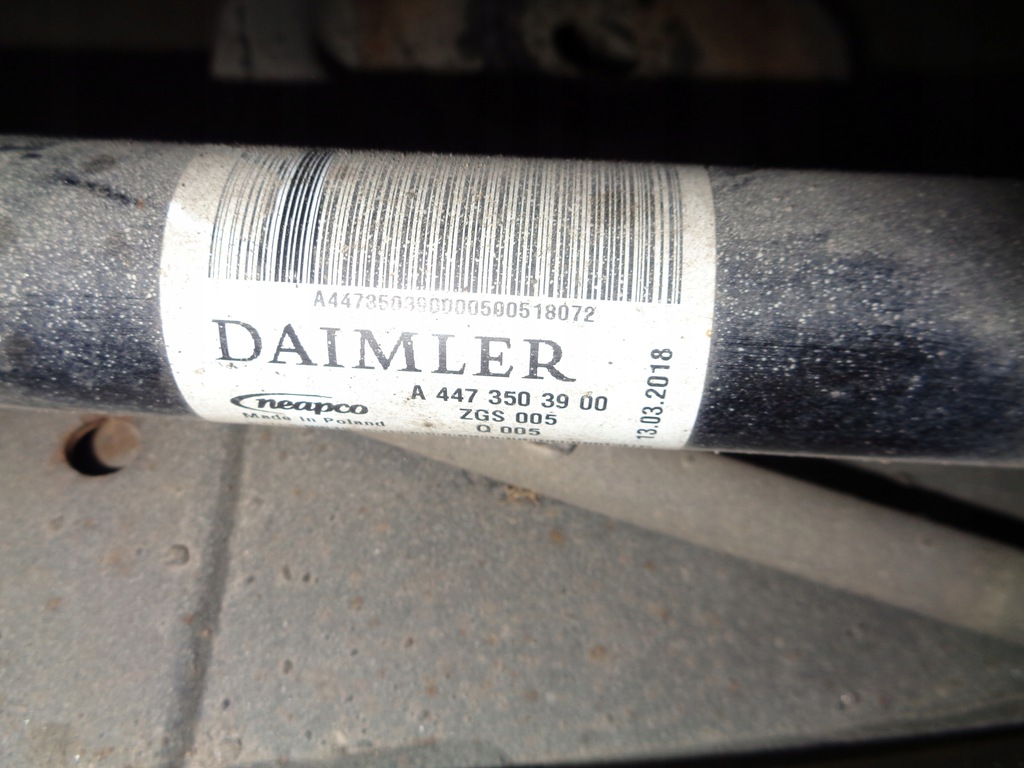 A4473503900000500518072
DAIMLER
neapco
Made in Poland
A 447 350 39 00
ZGS 005
Q 005
13.03.2018